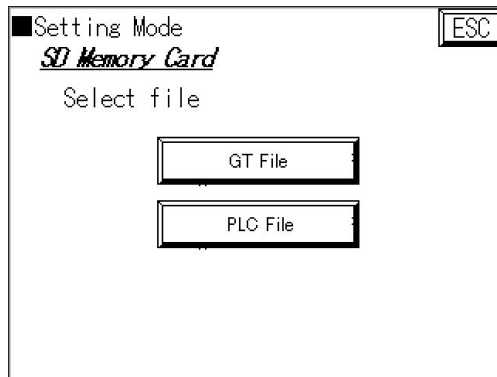 ■Setting Mode
ESC
SD Memory Card
Select file
GT File
PLC File